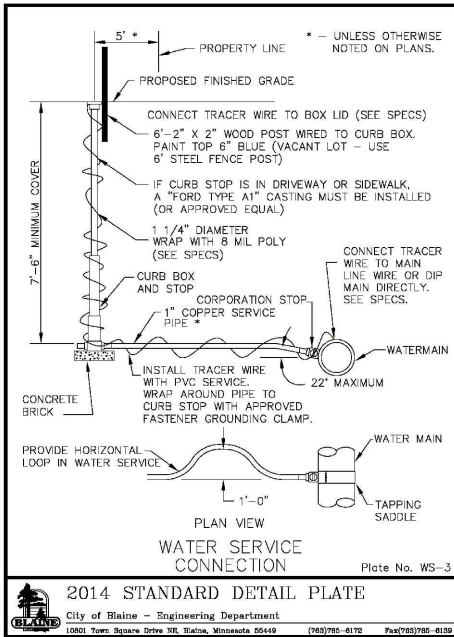 5' *
PROPERTY LINE
* - UNLESS OTHERWISE
NOTED ON PLANS.
PROPOSED FINISHED GRADE
CONNECT TRACER WIRE TO BOX LID (SEE SPECS)
6'-2" X 2" WOOD POST WIRED TO CURB BOX.
PAINT TOP 6" BLUE (VACANT LOT - USE
6' STEEL FENCE POST)
IF CURB STOP IS IN DRIVEWAY OR SIDEWALK,
A "FORD TYPE A1" CASTING MUST BE INSTALLED
(OR APPROVED EQUAL)
7'-6" MINIMUM COVER
1 1/4" DIAMETER
WRAP WITH 8 MIL POLY
(SEE SPECS)
CONNECT TRACER
WIRE TO MAIN
LINE WIRE OR DIP
MAIN DIRECTLY.
SEE SPECS.
CURB BOX
AND STOP
CORPORATION STOP
1" COPPER SERVICE
PIPE *
WATERMAIN
INSTALL TRACER WIRE
WITH PVC SERVICE.
WRAP AROUND PIPE TO
CURB STOP WITH APPROVED
FASTENER GROUNDING CLAMP.
22" MAXIMUM
CONCRETE
BRICK
PROVIDE HORIZONTAL
LOOP IN WATER SERVICE
WATER MAIN
1'-0"
TAPPING
SADDLE
PLAN VIEW
WATER SERVICE
CONNECTION
Plate No. WS-3
BLAINE
2014 STANDARD DETAIL PLATE
City of Blaine - Engineering Department
10801 Town Square Drive NE, Blaine, Minnesota 55449 (763)785-6172 Fax(763)785-6139